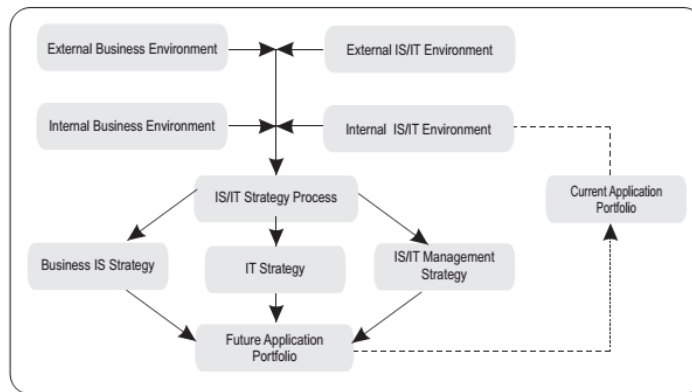 External Business Environment
External IS/IT Environment
Internal Business Environment
Internal IS/IT Environment
IS/IT Strategy Process
Current Application
Portfolio
Business IS Strategy
IT Strategy
IS/IT Management
Strategy
Future Application
Portfolio